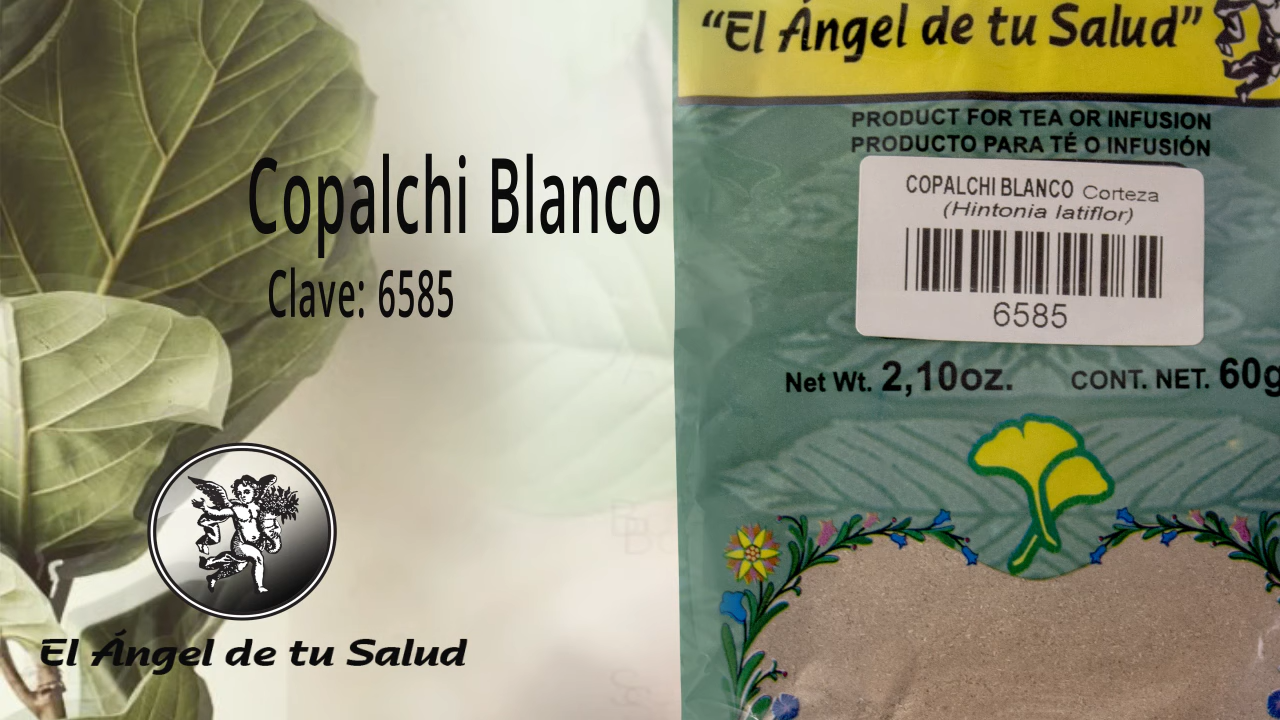 Copalchi Blanco
Clave: 6585
El Ángel de tu Salud
“El Ángel de tu Salud”
PRODUCT FOR TEA OR INFUSION
PRODUCTO PARA TÉ O INFUSIÓN
COPALCHI BLANCO Corteza
(Hintonia latiflor)
6585
Net Wt. 2,10oz. CONT. NET. 60g